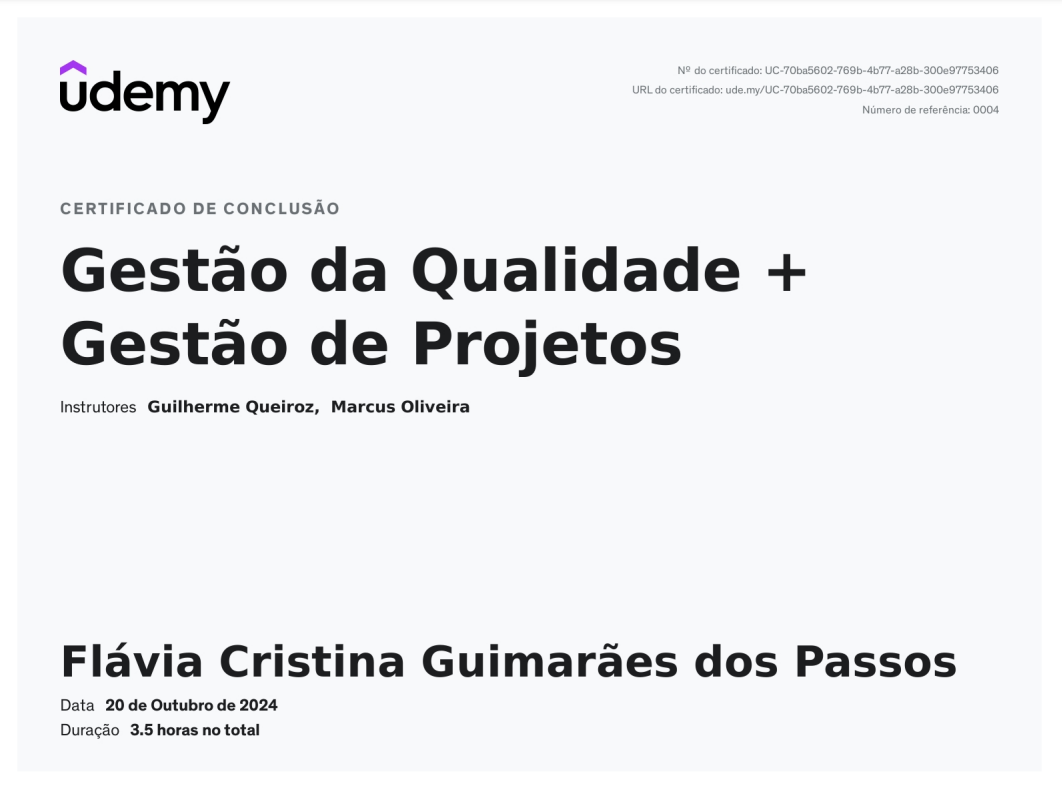 udemy
Nº do certificado: UC-70ba5602-769b-4b77-a28b-300e97753406
URL do certificado: ude.my/UC-70ba5602-769b-4b77-a28b-300e97753406
Número de referência: 0004
CERTIFICADO DE CONCLUSÃO
Gestão da Qualidade +
Gestão de Projetos
Instrutores Guilherme Queiroz, Marcus Oliveira
Flávia Cristina Guimarães dos Passos
Data 20 de Outubro de 2024
Duração 3.5 horas no total